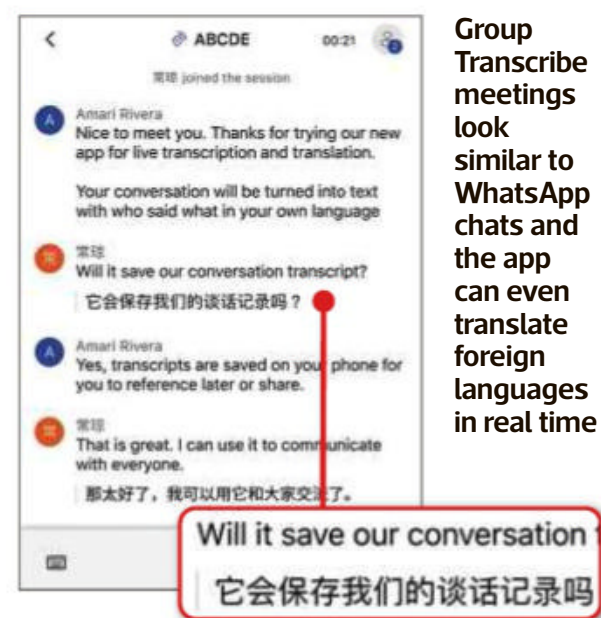 ABCDE 00:21
常琼 joined the session
Amari Rivera
Nice to meet you. Thanks for trying our new
app for live transcription and translation.
Your conversation will be turned into text
with who said what in your own language
常琼
Will it save our conversation transcript?
它会保存我们的谈话记录吗？
Amari Rivera
Yes, transcripts are saved on your phone for
you to reference later or share.
常琼
That is great. I can use it to communicate
with everyone.
那太好了，我可以用它和大家交流了。
Will it save our conversation
它会保存我们的谈话记录吗
Group
Transcribe
meetings
look
similar to
WhatsApp
chats and
the app
can even
translate
foreign
languages
in real time